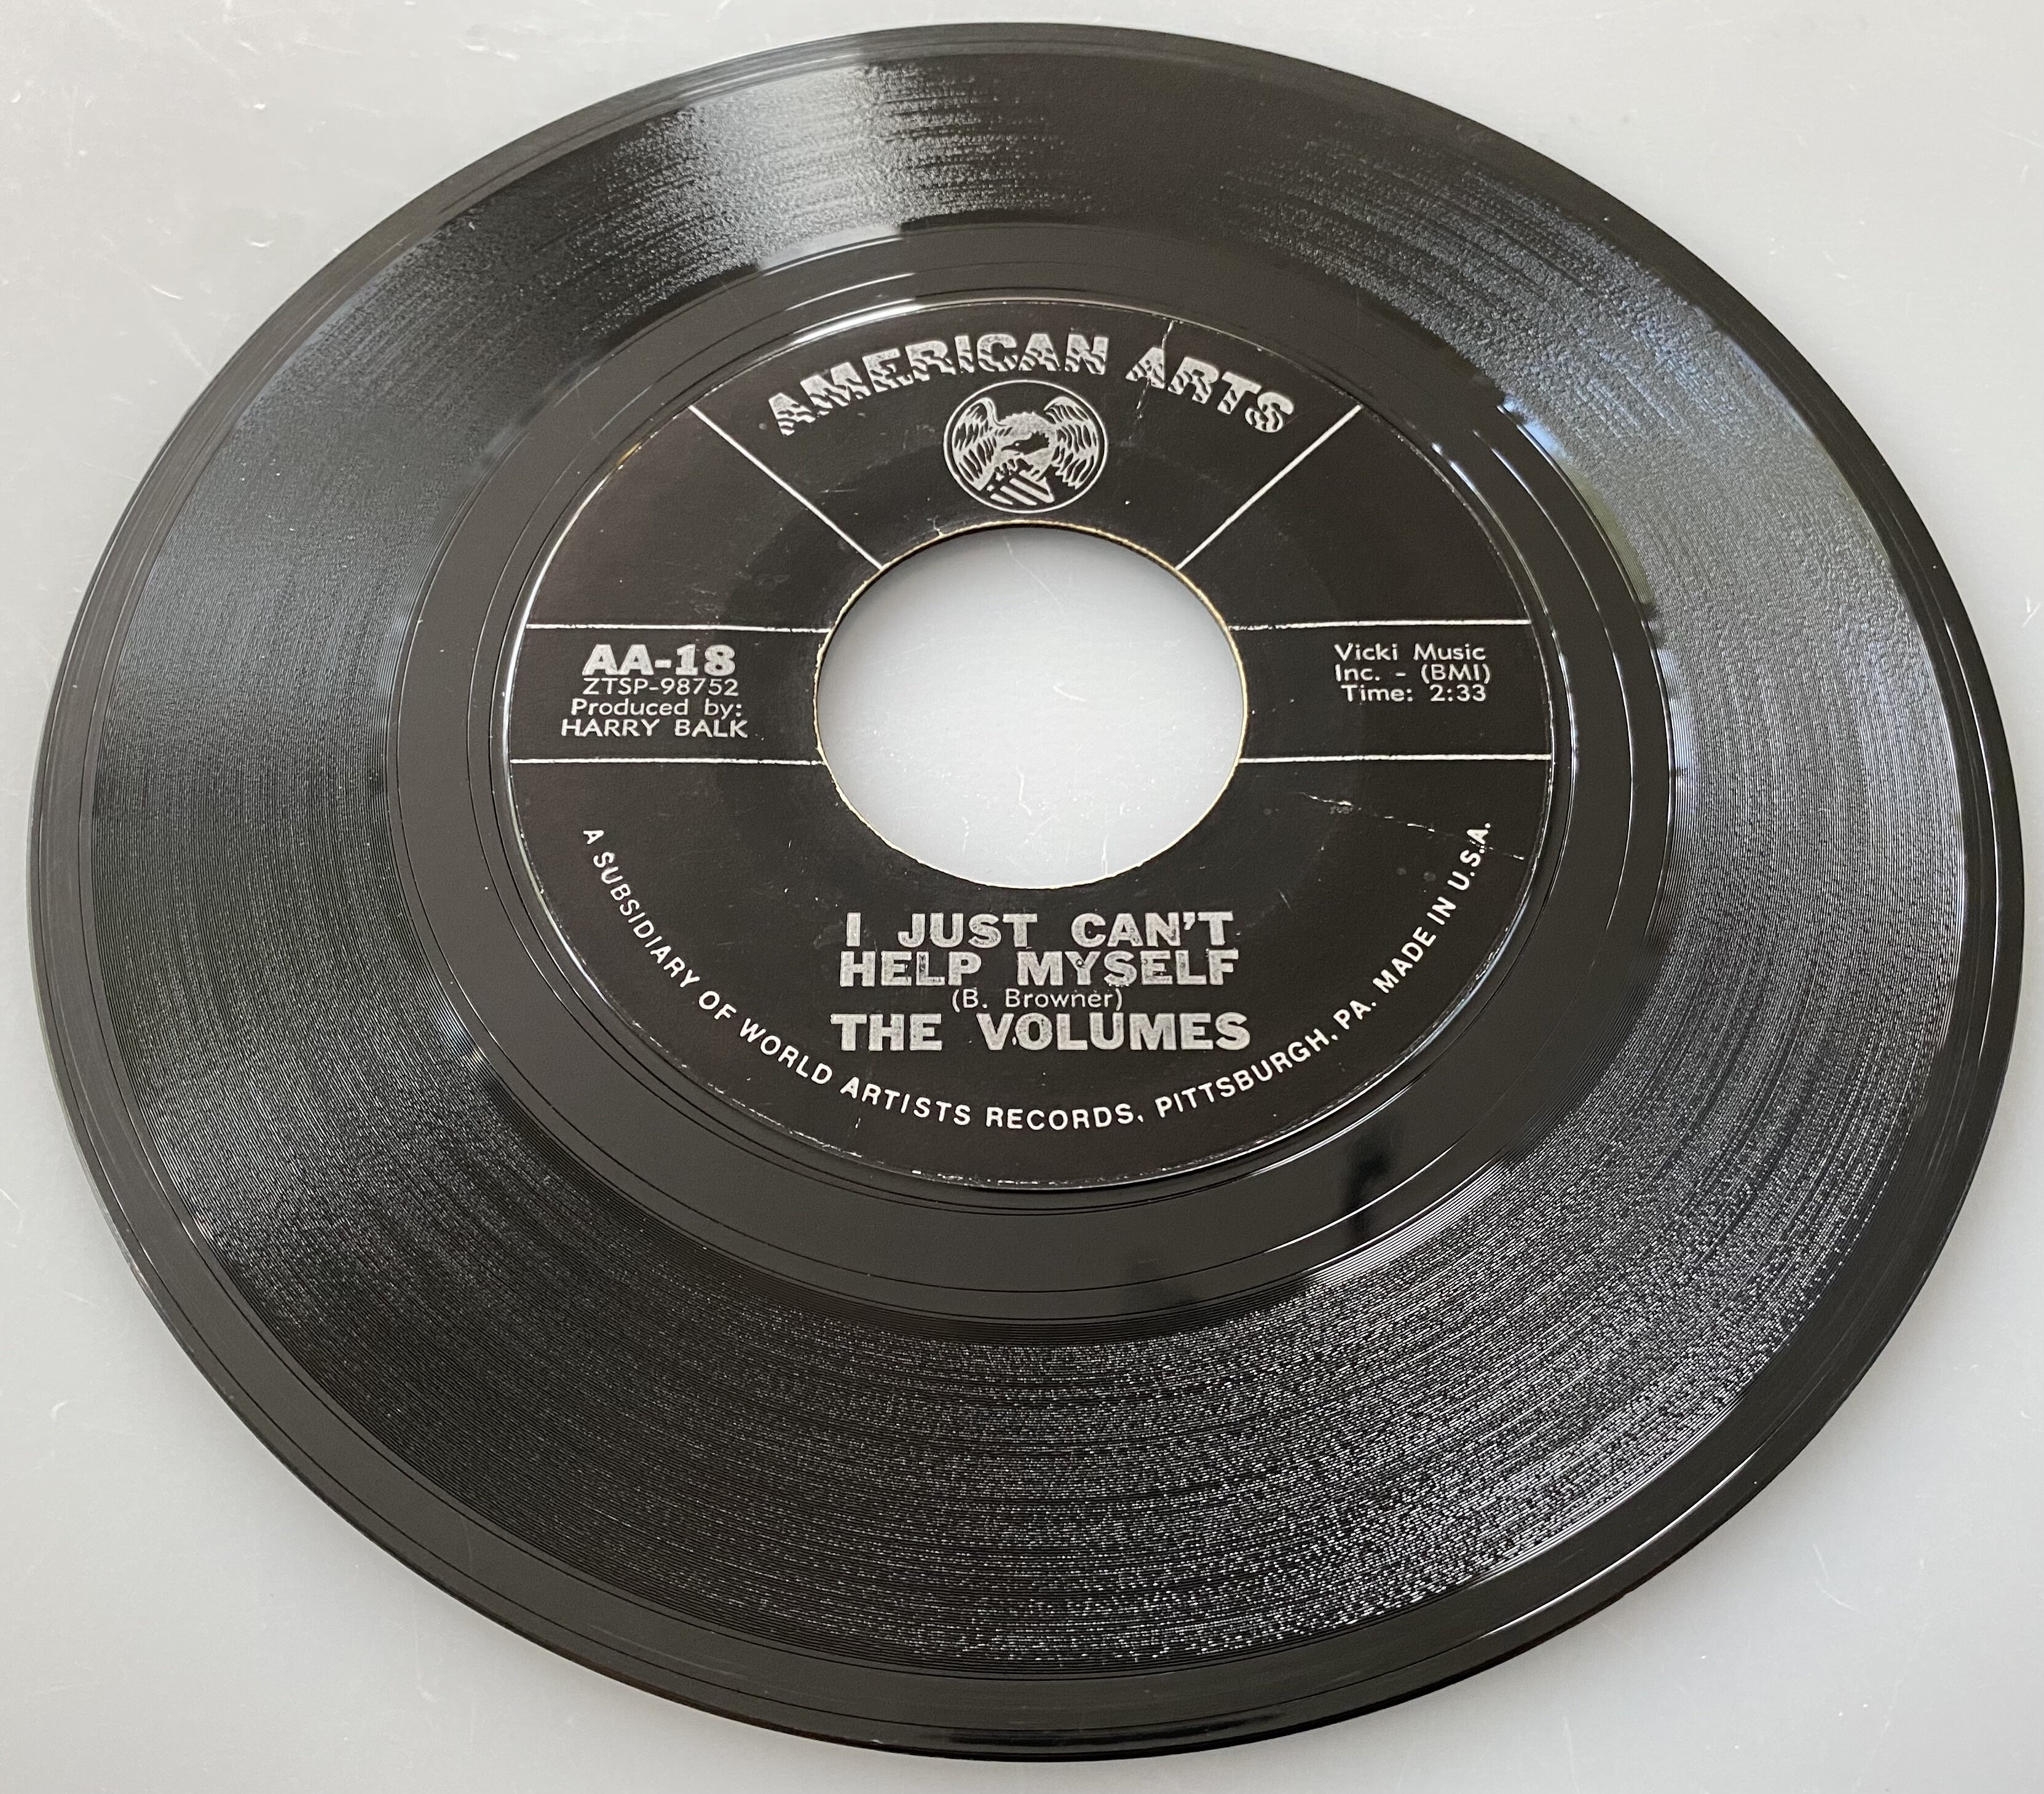 AMERICAN ARTS
AA-18
ZTSP-98752
Produced by:
HARRY BALK
Vicki Music
Inc. - (BMI)
Time: 2:33
I JUST CAN'T
HELP MYSELF
(B. Browner)
THE VOLUMES
A SUBSIDIARY OF WORLD ARTISTS RECORDS, PITTSBURGH, PA. MADE IN U.S.A.